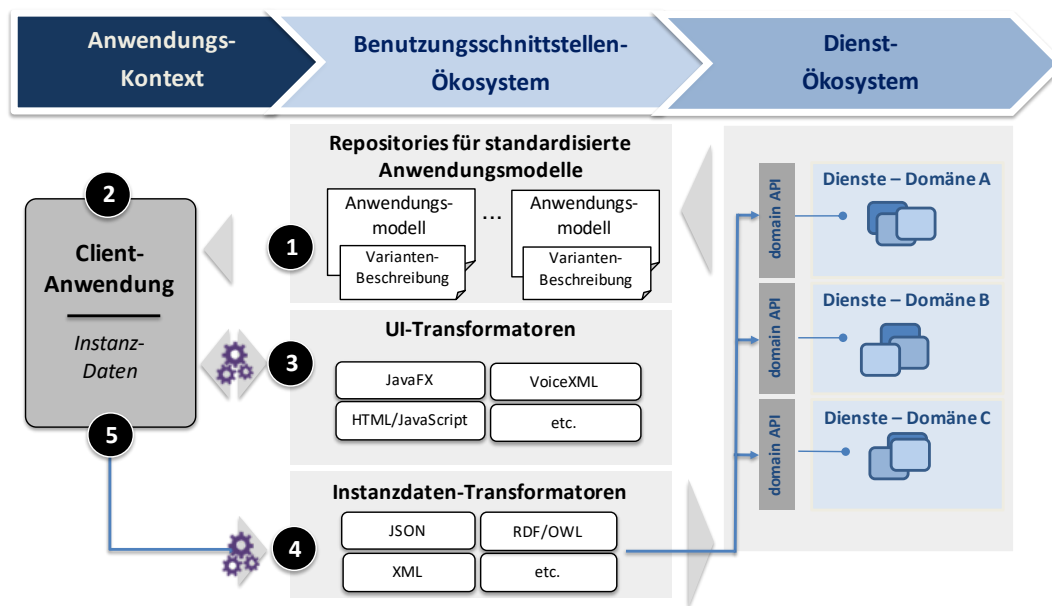 Anwendungs-
Kontext
Benutzungsschnittstellen-
Ökosystem
Dienst-
Ökosystem
Repositories für standardisierte
Anwendungsmodelle
Anwendungs-
modell
Varianten-
Beschreibung
...
Anwendungs-
modell
Varianten-
Beschreibung
1
2
Client-
Anwendung
Instanz-
Daten
5
UI-Transformatoren
3
JavaFX
VoiceXML
HTML/JavaScript
etc.
Instanzdaten-Transformatoren
4
JSON
RDF/OWL
XML
etc.
domain API
Dienste – Domäne A
domain API
Dienste – Domäne B
domain API
Dienste – Domäne C